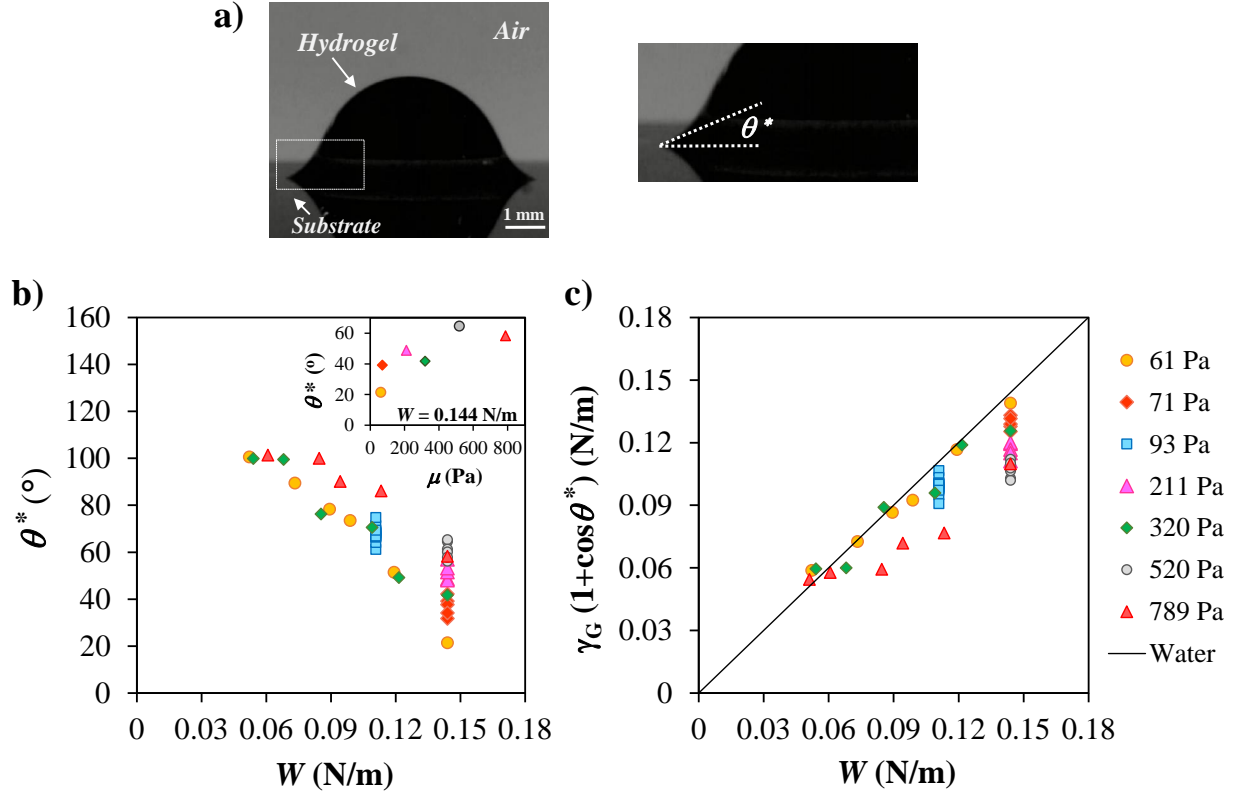 a)
Hydrogel
Air
Substrate
1 mm
θ*
b)
θ* (°)
160
140
120
100
80
60
40
20
0
0
0.03
0.06
0.09
0.12
0.15
0.18
W (N/m)
θ* (°)
60
40
20
0
W = 0.144 N/m
0
200
400
600
800
μ (Pa)
c)
γG (1+cosθ*) (N/m)
0.18
0.15
0.12
0.09
0.06
0.03
0
0
0.03
0.06
0.09
0.12
0.15
0.18
W (N/m)
61 Pa
71 Pa
93 Pa
211 Pa
320 Pa
520 Pa
789 Pa
Water